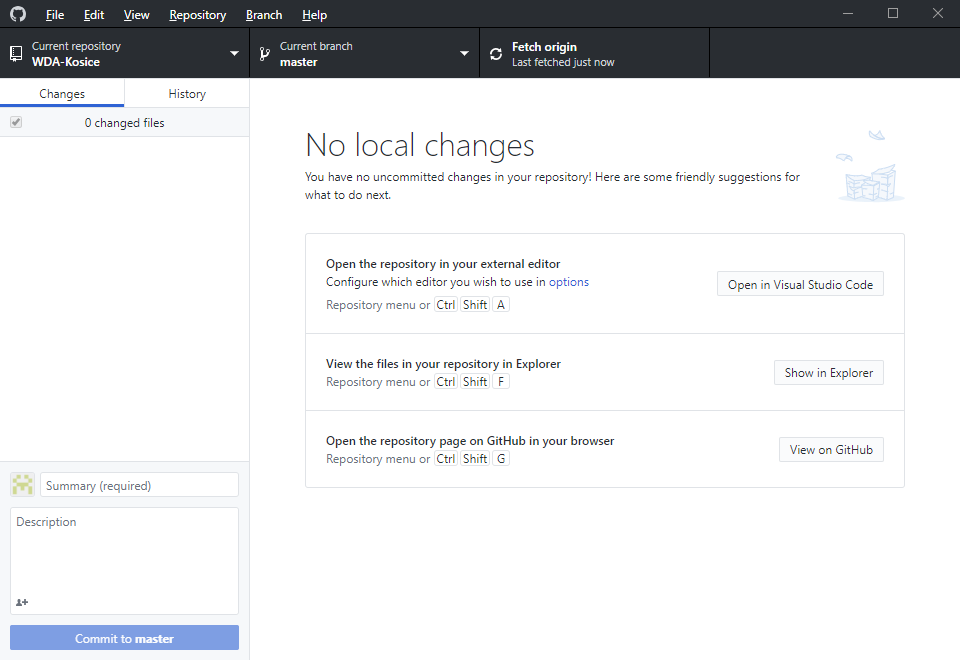 File Edit View Repository Branch Help
Current repository
WDA-Kosice
Current branch
master
Fetch origin
Last fetched just now
Changes
History
0 changed files
No local changes
You have no uncommitted changes in your repository! Here are some friendly suggestions for
what to do next.
Open the repository in your external editor
Configure which editor you wish to use in options
Repository menu or Ctrl Shift A
Open in Visual Studio Code
View the files in your repository in Explorer
Repository menu or Ctrl Shift F
Show in Explorer
Open the repository page on GitHub in your browser
Repository menu or Ctrl Shift G
View on GitHub
Summary (required)
Description
Commit to master